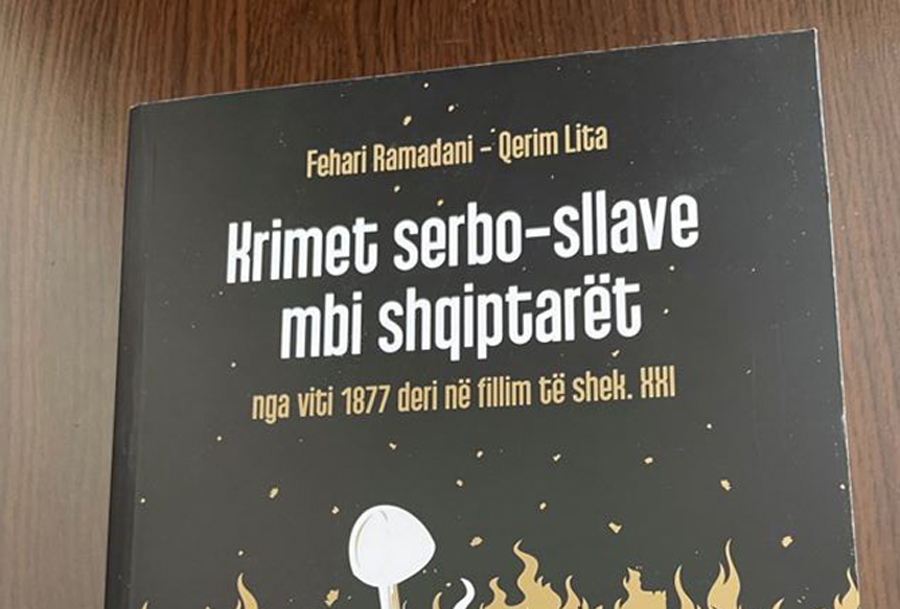 Fehari Ramadani - Qerim Lita
Krimet serbo-sllave
mbi shqiptarët
nga viti 1877 deri në fillim të shek. XXI